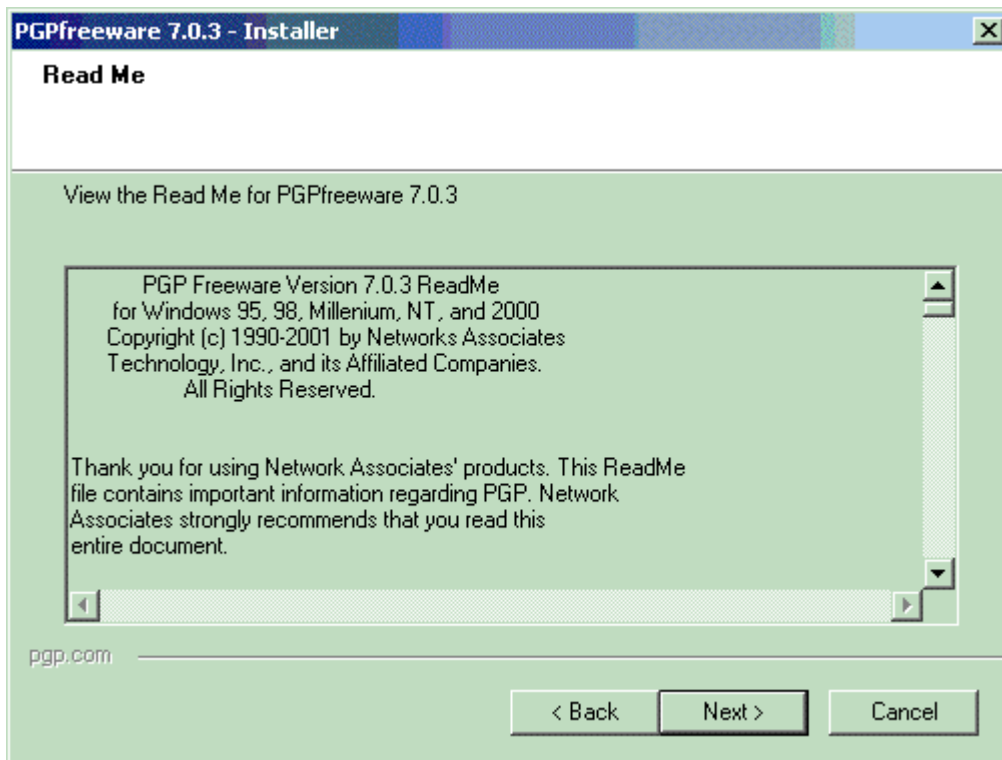 PGPfreeware 7.0.3 - Installer
Read Me
View the Read Me for PGPfreeware 7.0.3
PGP Freeware Version 7.0.3 ReadMe
for Windows 95, 98, Millenium, NT, and 2000
Copyright (c) 1990-2001 by Networks Associates
Technology, Inc., and its Affiliated Companies.
All Rights Reserved.
Thank you for using Network Associates' products. This ReadMe
file contains important information regarding PGP. Network
Associates strongly recommends that you read this
entire document.
pgp.com
< Back Next > Cancel